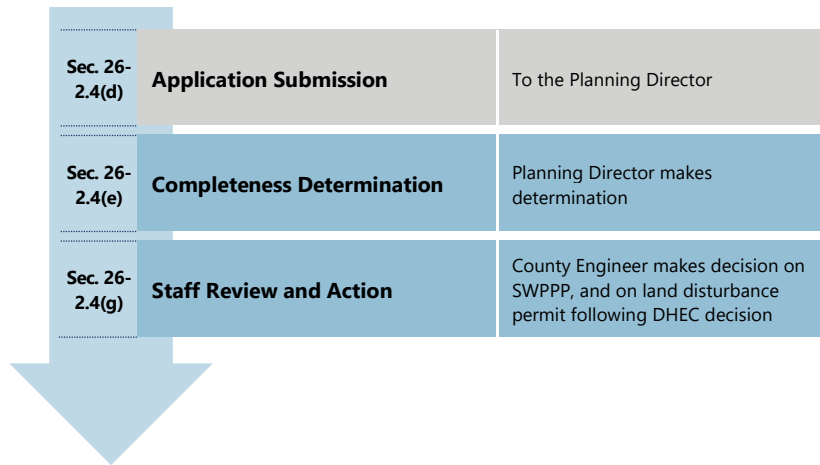 Sec. 26-
2.4(d)
Application Submission
To the Planning Director
Sec. 26-
2.4(e)
Completeness Determination
Planning Director makes
determination
Sec. 26-
2.4(g)
Staff Review and Action
County Engineer makes decision on
SWPPP, and on land disturbance
permit following DHEC decision